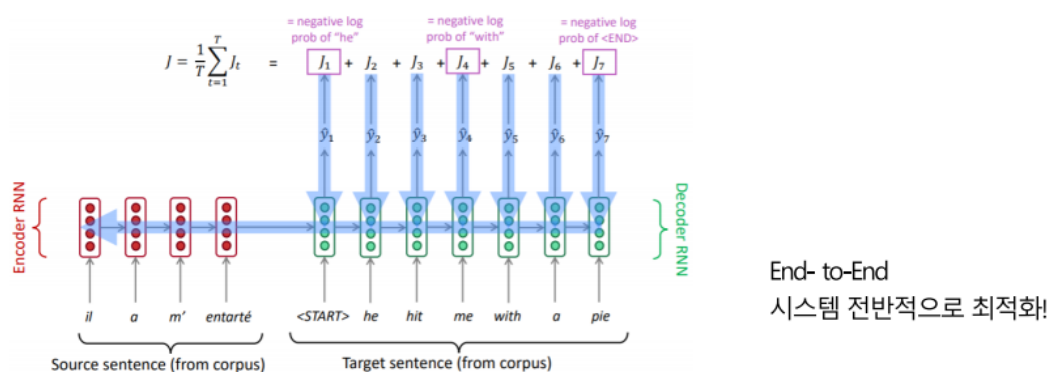 = negative log
prob of "he"
= negative log
prob of "with"
= negative log
prob of <END>
J = 1/T ∑_{t=1}^{T} J_t = J₁ + J₂ + J₃ + J₄ + J₅ + J₆ + J₇
ŷ₁ ŷ₂ ŷ₃ ŷ₄ ŷ₅ ŷ₆ ŷ₇
Encoder RNN
Decoder RNN
il a m' entarté <START> he hit me with a pie
Source sentence (from corpus) Target sentence (from corpus)
End- to-End
시스템 전반적으로 최적화!